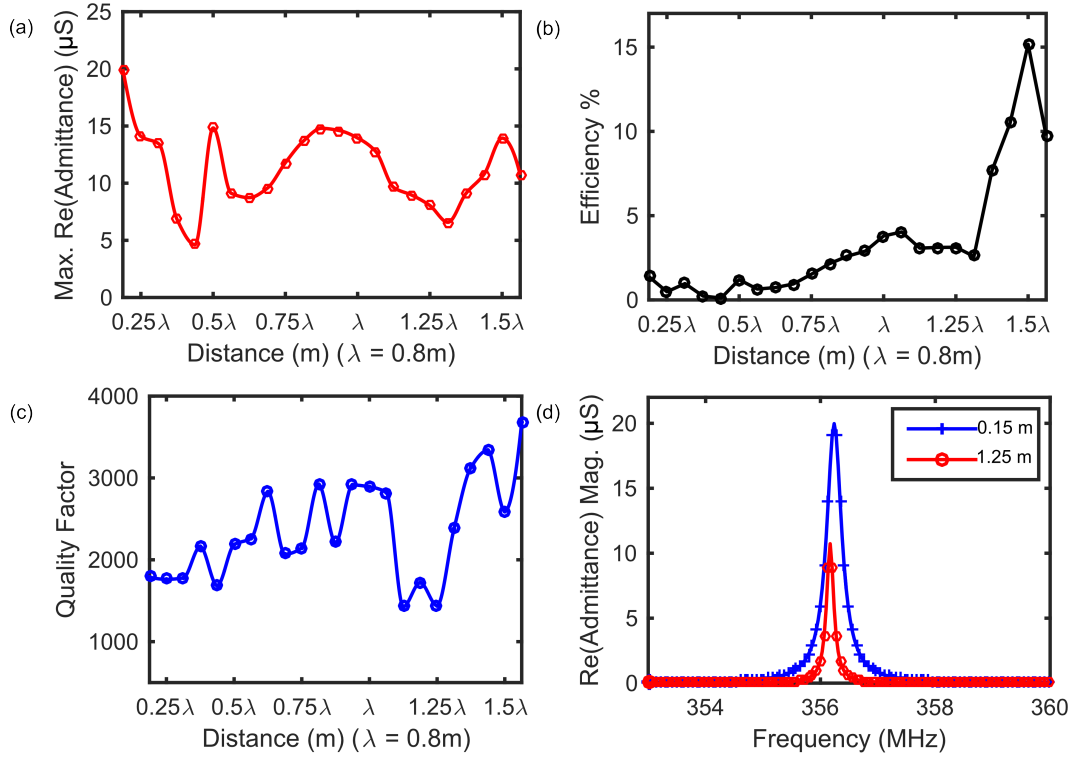 (a)
Max. Re(Admittance) (μS)
25
20
15
10
5
0
0.25λ 0.5λ 0.75λ λ 1.25λ 1.5λ
Distance (m) (λ = 0.8m)
(b)
Efficiency %
15
10
5
0
0.25λ 0.5λ 0.75λ λ 1.25λ 1.5λ
Distance (m) (λ = 0.8m)
(c)
Quality Factor
4000
3000
2000
1000
0.25λ 0.5λ 0.75λ λ 1.25λ 1.5λ
Distance (m) (λ = 0.8m)
(d)
Re(Admittance) Mag. (μS)
20
15
10
5
0
0.15 m
1.25 m
354 356 358 360
Frequency (MHz)